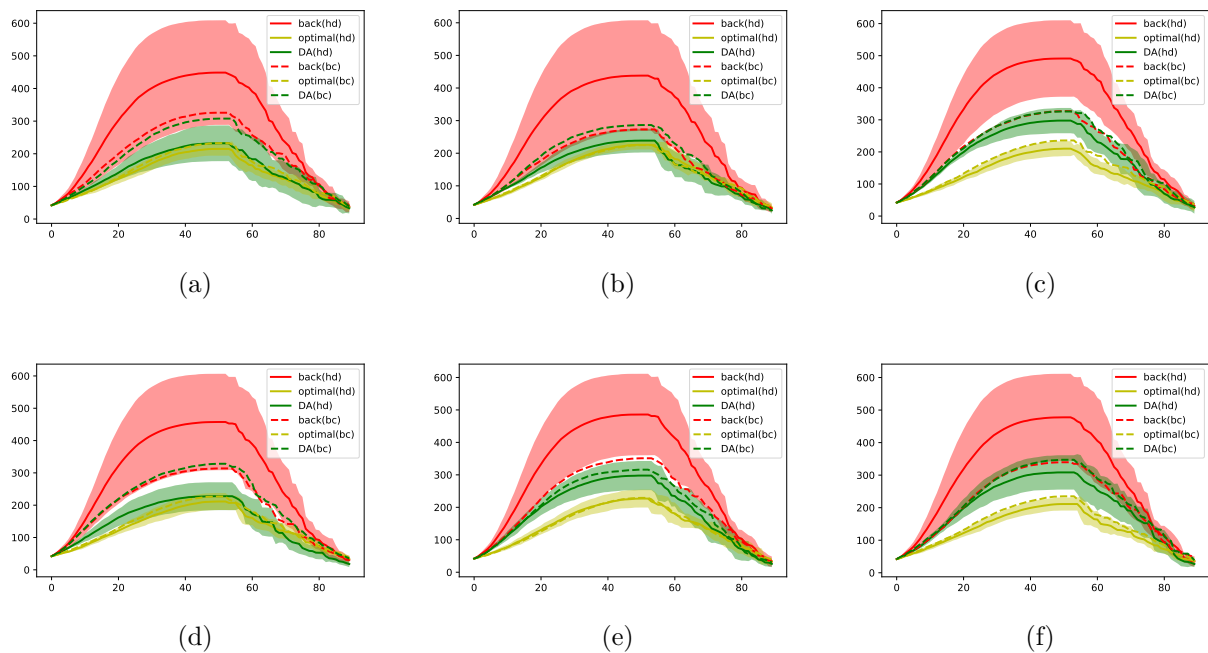 600
500
400
300
200
100
0
0 20 40 60 80
back(hd)
optimal(hd)
DA(hd)
back(bc)
optimal(bc)
DA(bc)
(a)
600
500
400
300
200
100
0
0 20 40 60 80
back(hd)
optimal(hd)
DA(hd)
back(bc)
optimal(bc)
DA(bc)
(b)
600
500
400
300
200
100
0
0 20 40 60 80
back(hd)
optimal(hd)
DA(hd)
back(bc)
optimal(bc)
DA(bc)
(c)
600
500
400
300
200
100
0
0 20 40 60 80
back(hd)
optimal(hd)
DA(hd)
back(bc)
optimal(bc)
DA(bc)
(d)
600
500
400
300
200
100
0
0 20 40 60 80
back(hd)
optimal(hd)
DA(hd)
back(bc)
optimal(bc)
DA(bc)
(e)
600
500
400
300
200
100
0
0 20 40 60 80
back(hd)
optimal(hd)
DA(hd)
back(bc)
optimal(bc)
DA(bc)
(f)